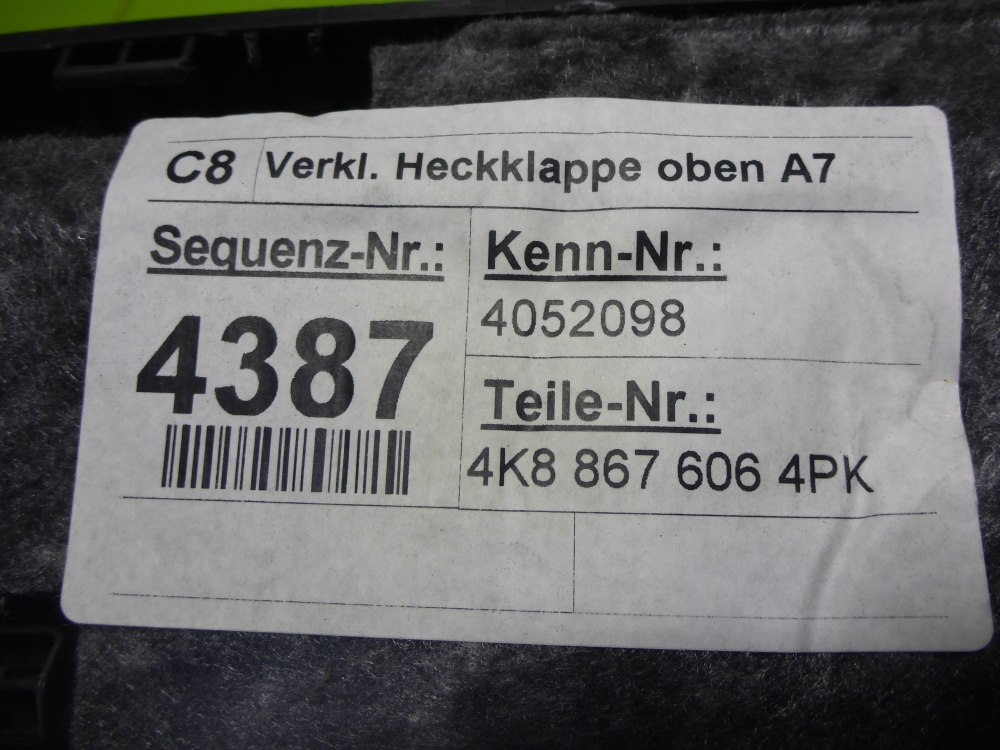 C8 Verkl. Heckklappe oben A7
Sequenz-Nr.:
4387
Kenn-Nr.:
4052098
Teile-Nr.:
4K8 867 606 4PK